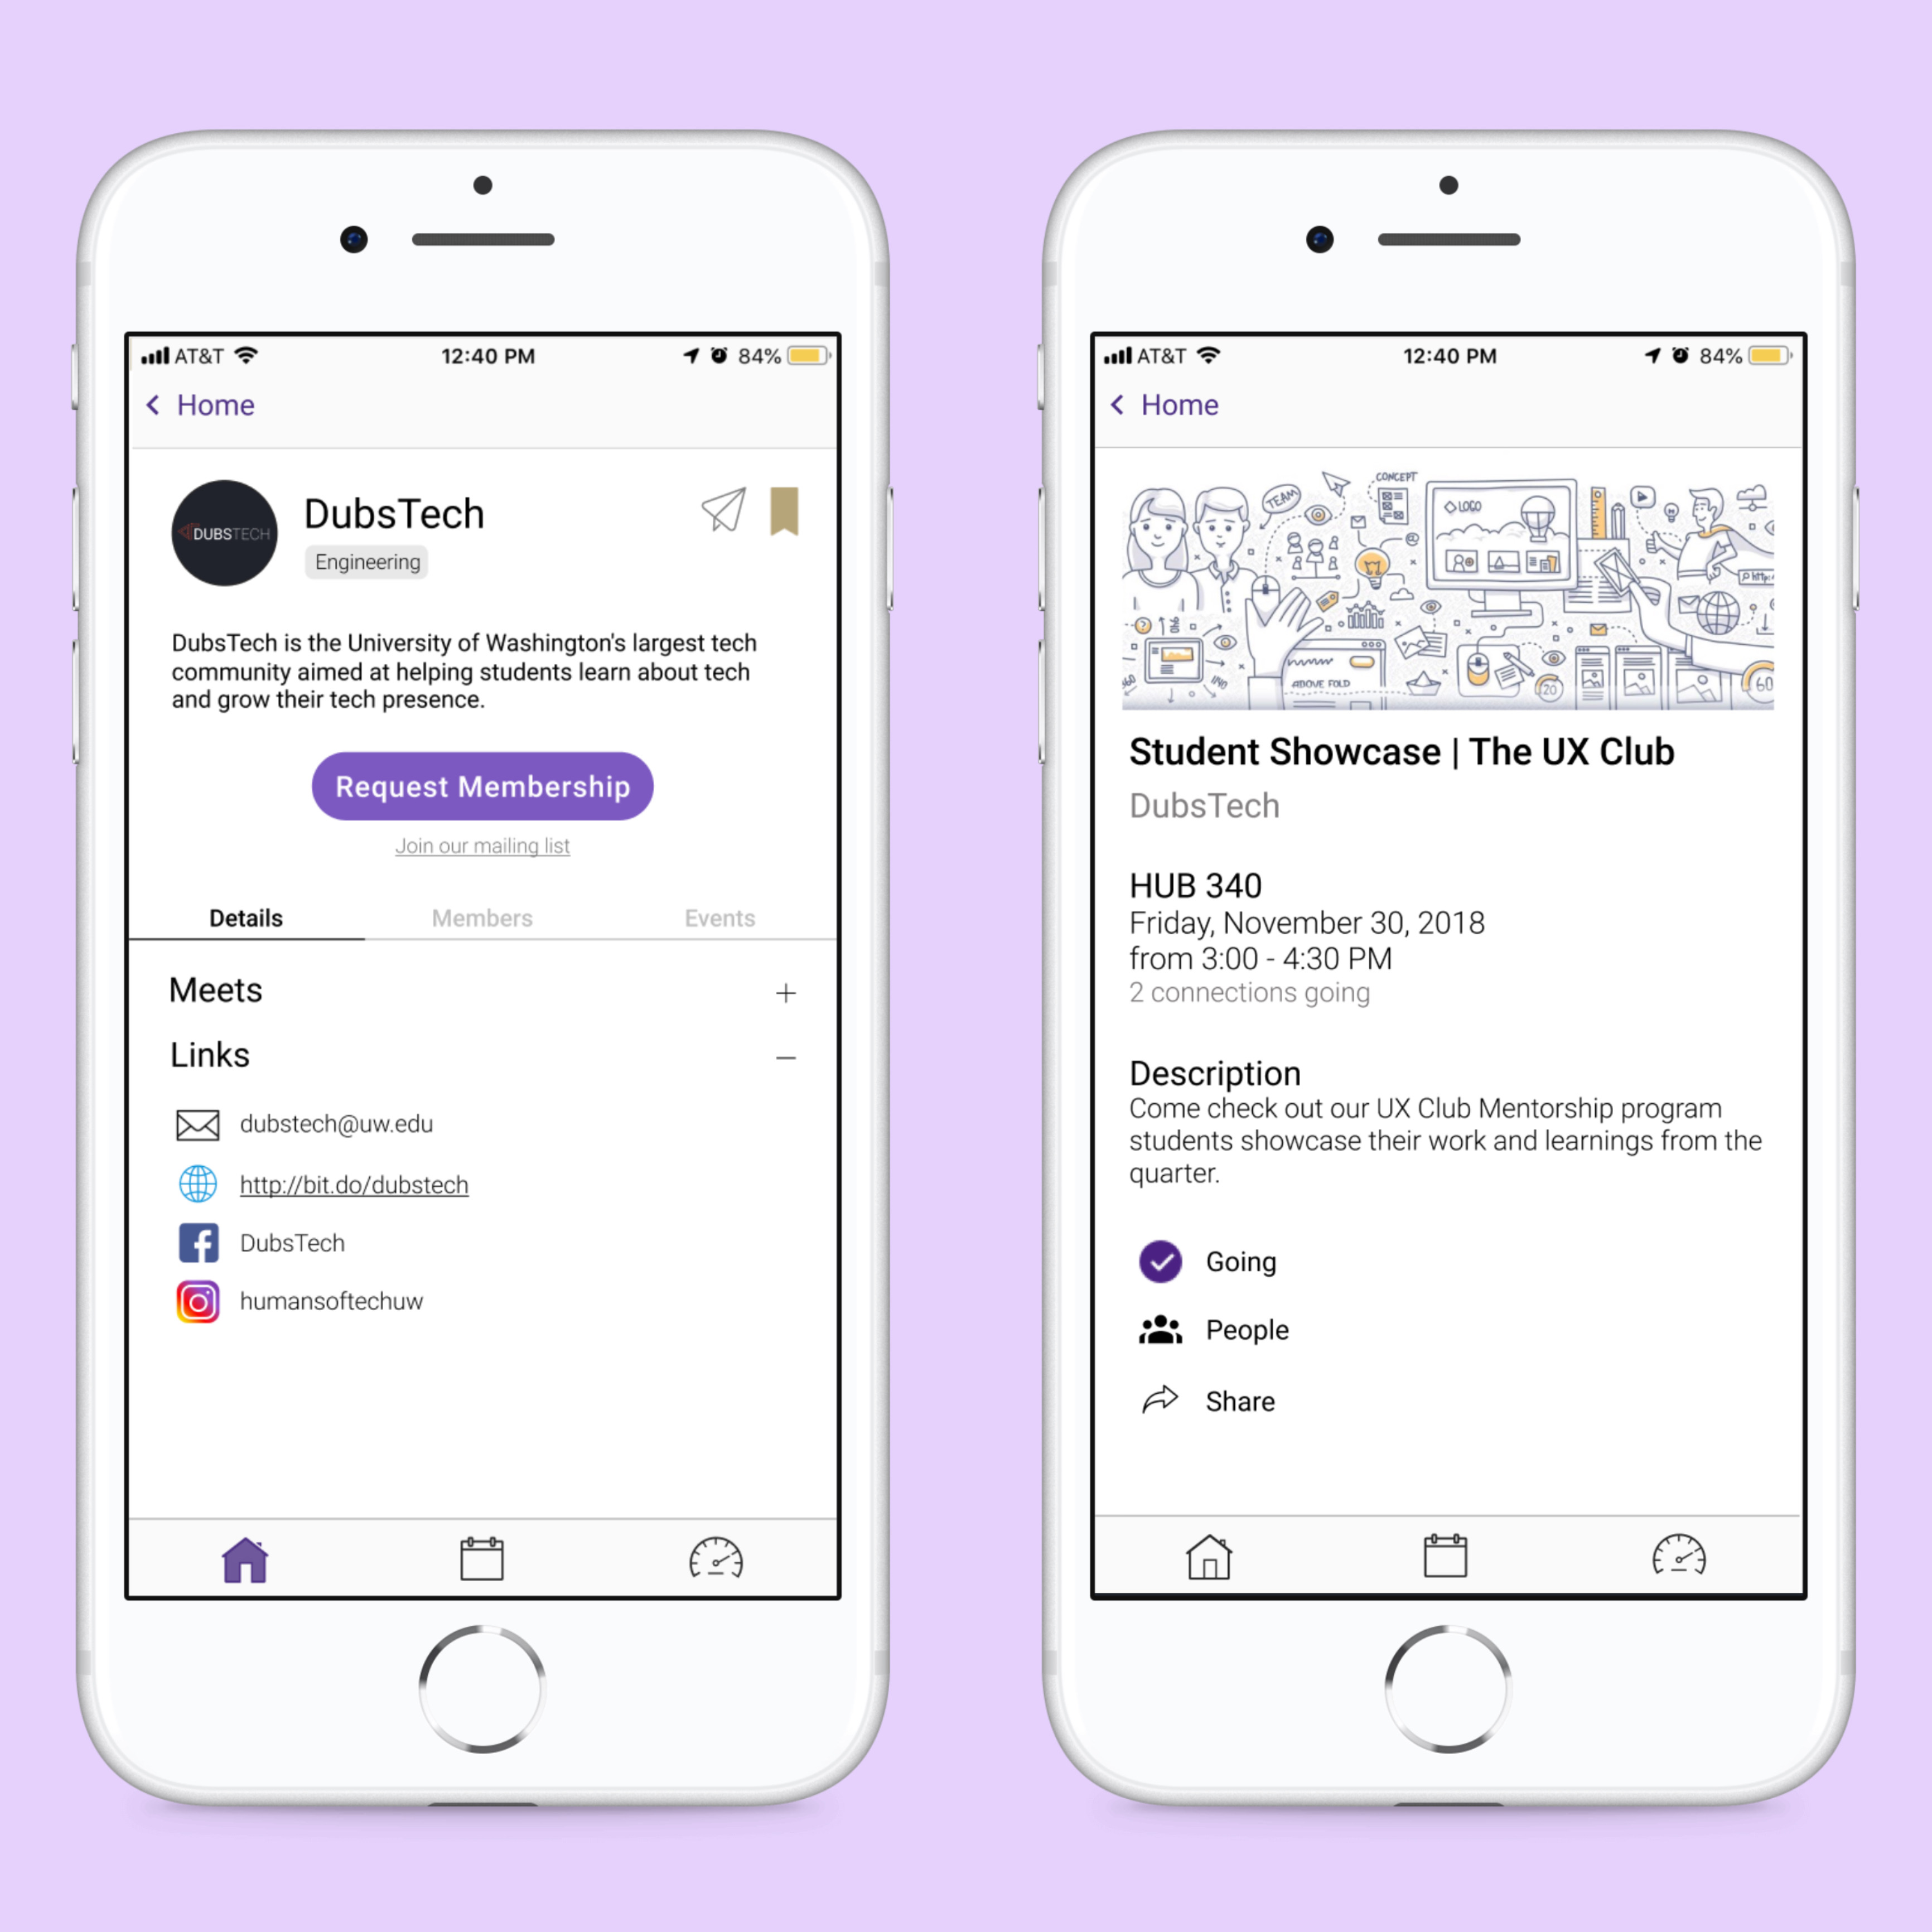 AT&T 12:40 PM 84%
Home
DUBSTECH
DubsTech
Engineering
DubsTech is the University of Washington's largest tech
community aimed at helping students learn about tech
and grow their tech presence.
Request Membership
Join our mailing list
Details Members Events
Meets
Links
dubstech@uw.edu
http://bit.do/dubstech
DubsTech
humansoftechuw
AT&T 12:40 PM 84%
Home
CONCEPT
TEAM
LOGO
http:
940
960
ABOVE FOLD
20
60
Student Showcase | The UX Club
DubsTech
HUB 340
Friday, November 30, 2018
from 3:00 - 4:30 PM
2 connections going
Description
Come check out our UX Club Mentorship program
students showcase their work and learnings from the
quarter.
Going
People
Share